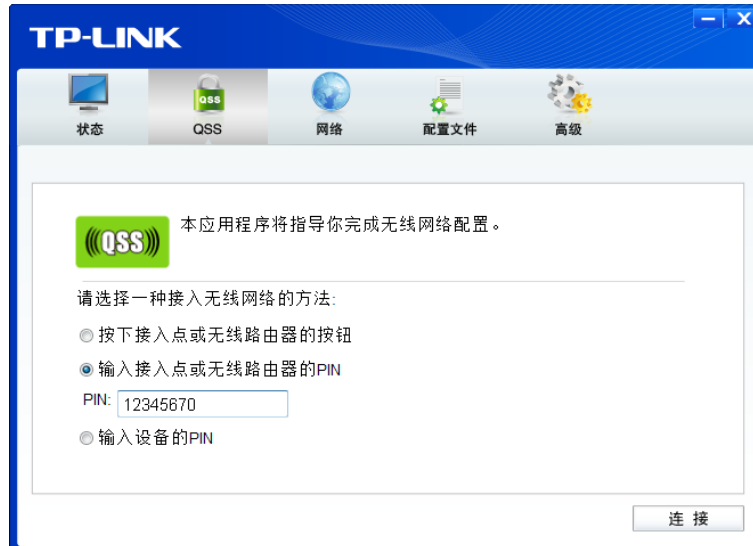 TP-LINK
QSS
状态 QSS 网络 配置文件 高级
QSS
本应用程序将指导你完成无线网络配置。
请选择一种接入无线网络的方法:
按下接入点或无线路由器的按钮
输入接入点或无线路由器的PIN
PIN: 12345670
输入设备的PIN
连 接